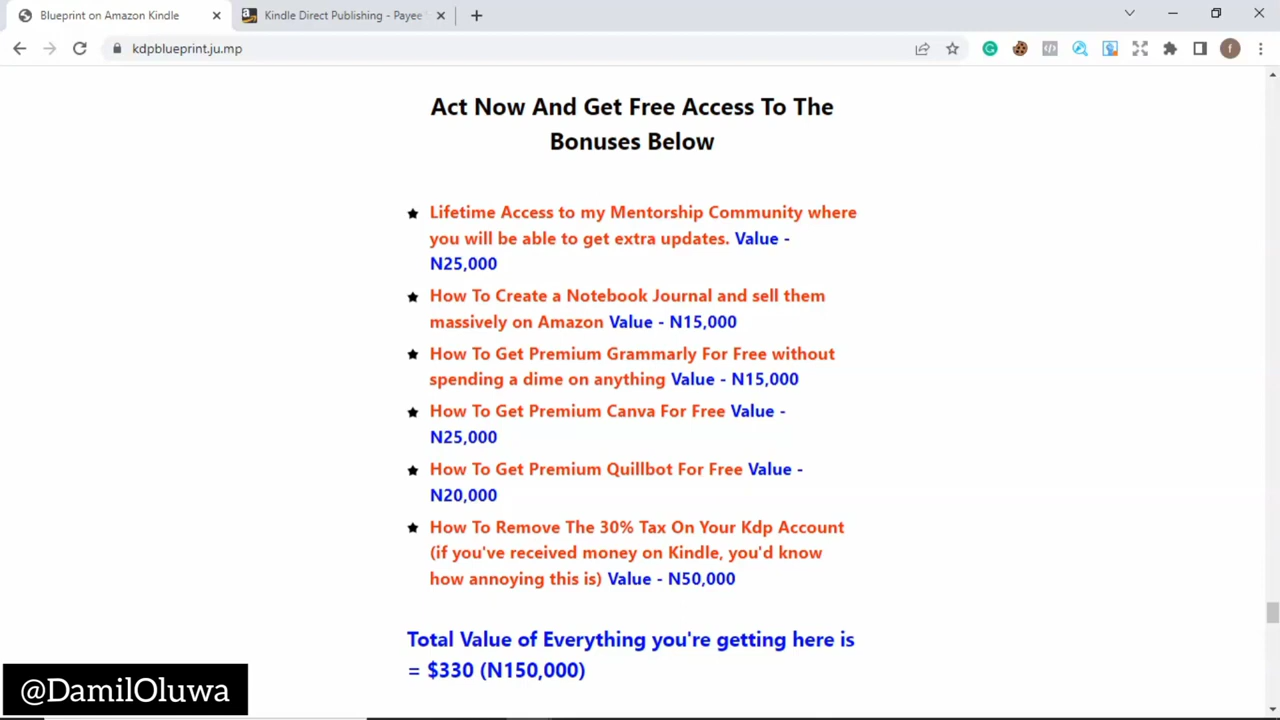 Blueprint on Amazon Kindle
Kindle Direct Publishing - Payee
kdpblueprint.ju.mp
Act Now And Get Free Access To The
Bonuses Below
Lifetime Access to my Mentorship Community where
you will be able to get extra updates. Value -
N25,000
How To Create a Notebook Journal and sell them
massively on Amazon Value - N15,000
How To Get Premium Grammarly For Free without
spending a dime on anything Value - N15,000
How To Get Premium Canva For Free Value -
N25,000
How To Get Premium Quillbot For Free Value -
N20,000
How To Remove The 30% Tax On Your Kdp Account
(if you've received money on Kindle, you'd know
how annoying this is) Value - N50,000
Total Value of Everything you're getting here is
= $330 (N150,000)
@DamilOluwa